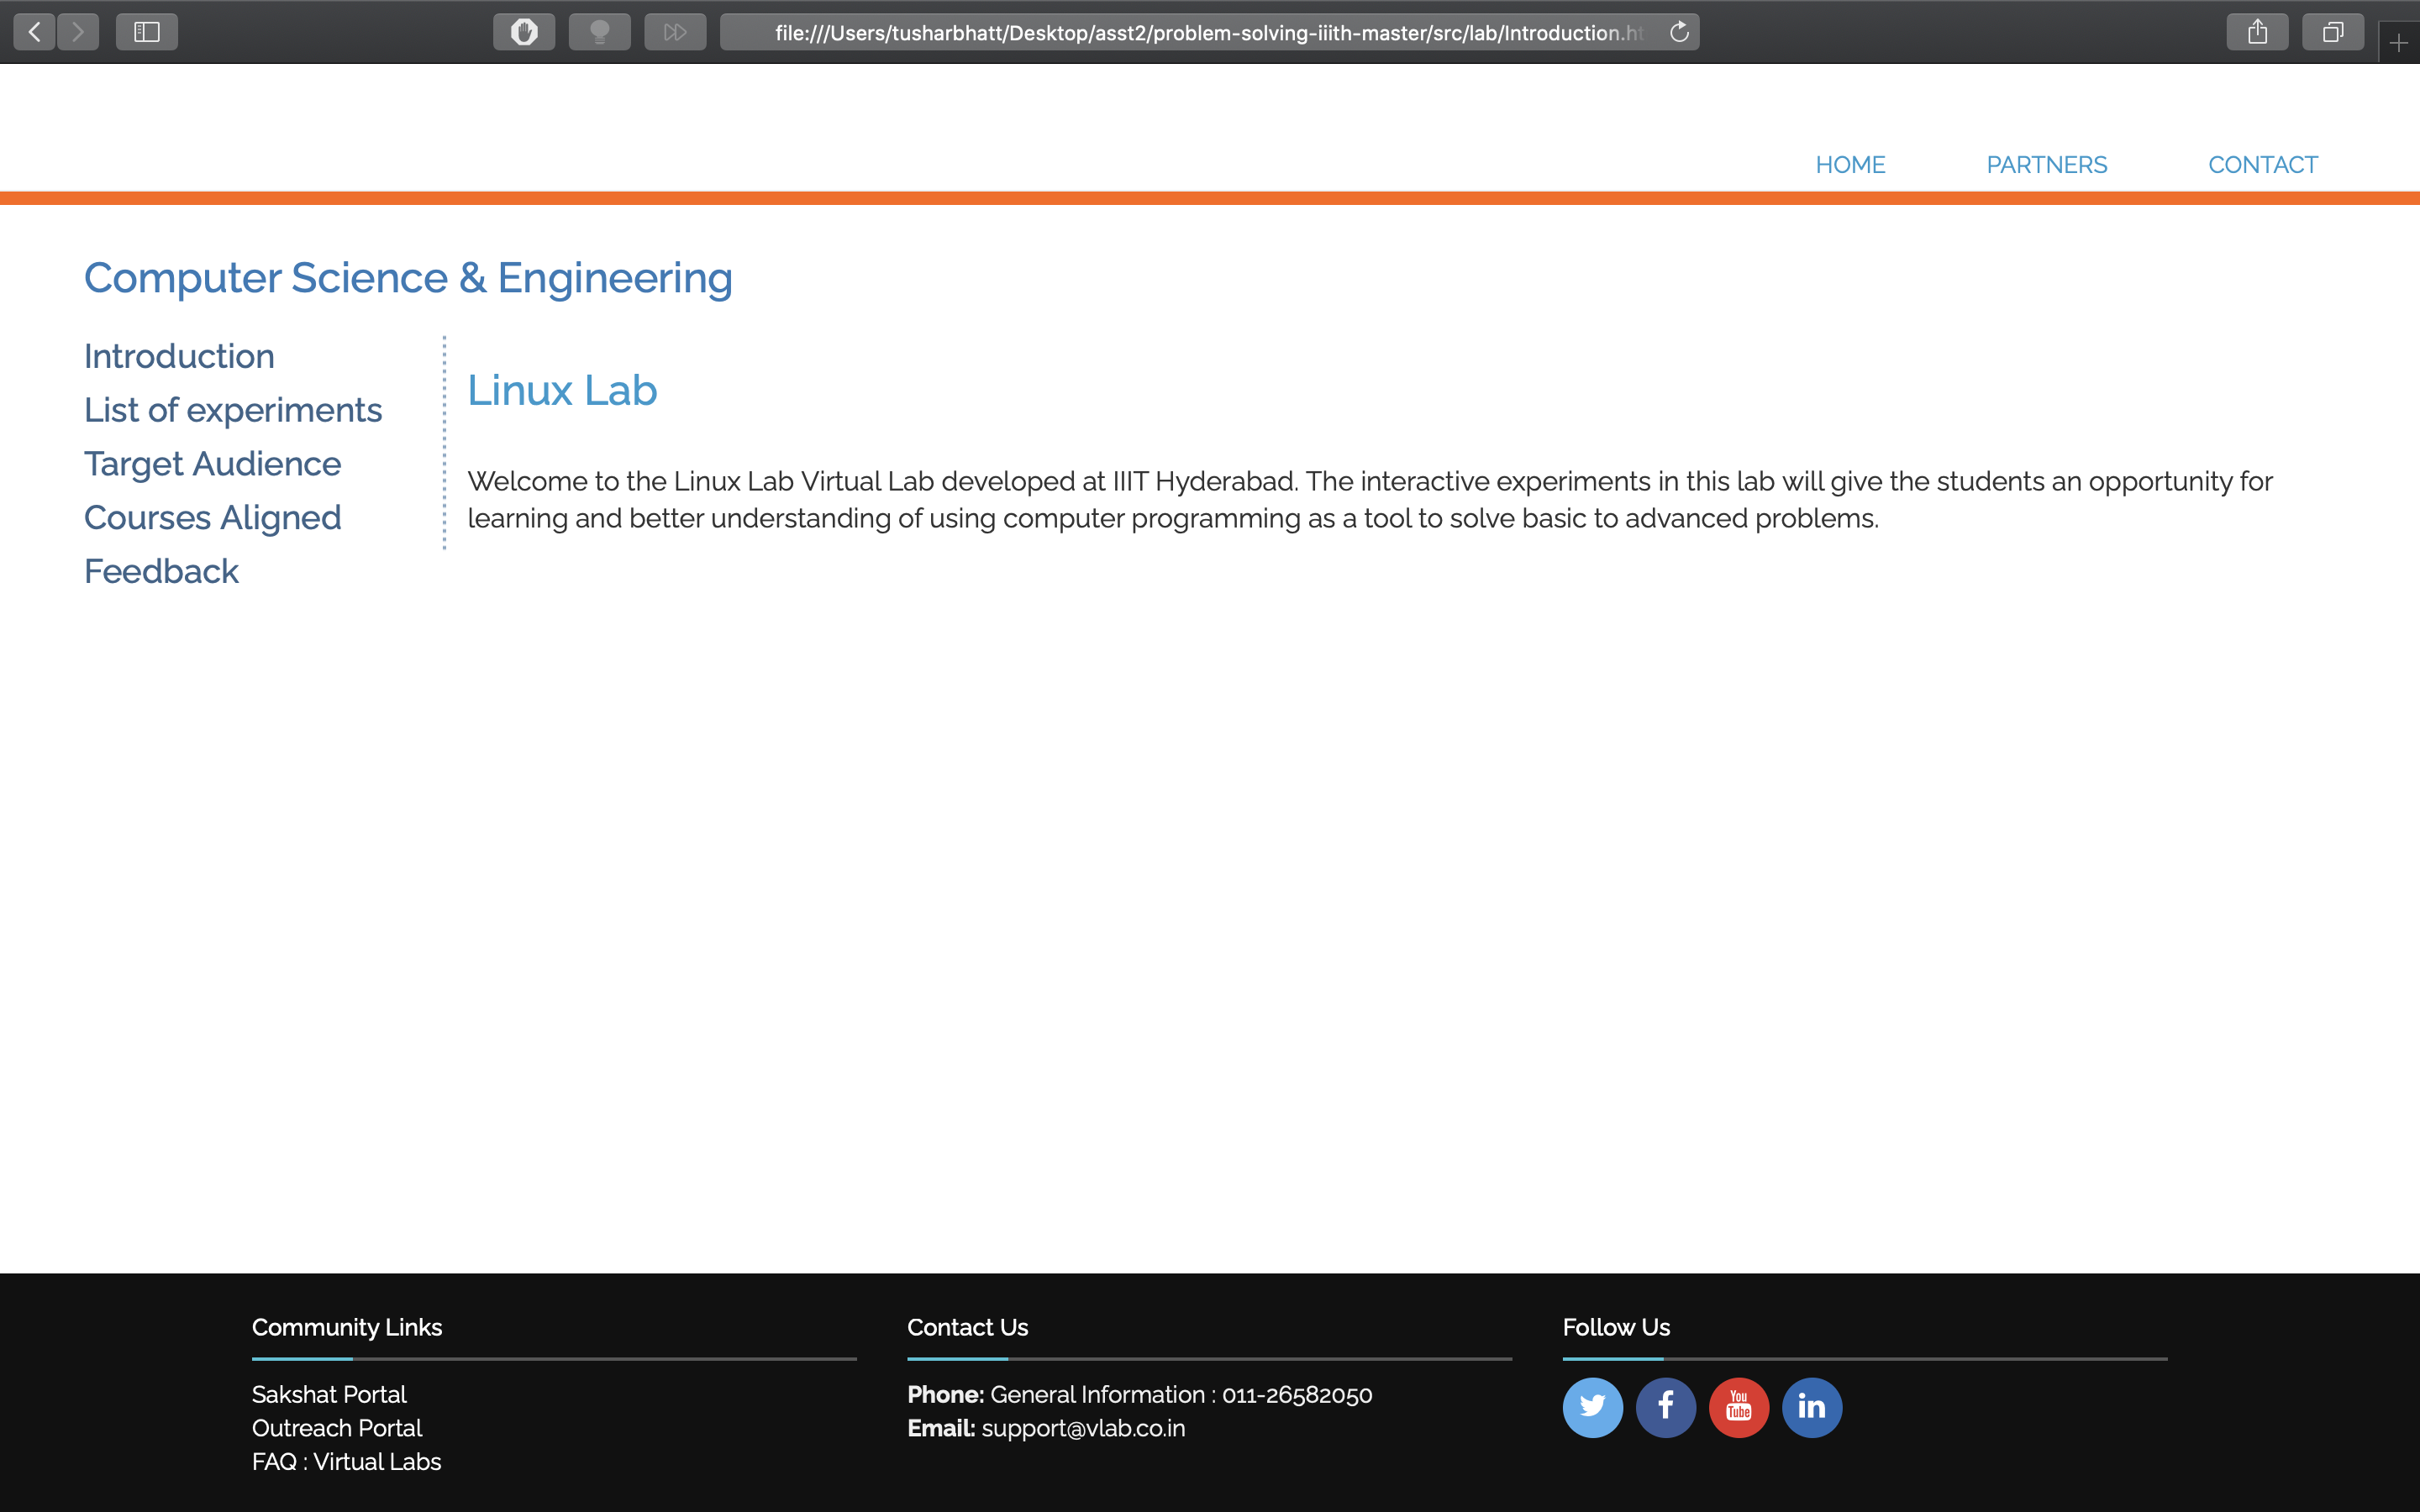 file:///Users/tusharbhatt/Desktop/asst2/problem-solving-iiith-master/src/lab/Introduction.ht
HOME PARTNERS CONTACT
Computer Science & Engineering
Introduction
List of experiments
Target Audience
Courses Aligned
Feedback
Linux Lab
Welcome to the Linux Lab Virtual Lab developed at IIIT Hyderabad. The interactive experiments in this lab will give the students an opportunity for
learning and better understanding of using computer programming as a tool to solve basic to advanced problems.
Community Links
Sakshat Portal
Outreach Portal
FAQ : Virtual Labs
Contact Us
Phone: General Information : 011-26582050
Email: support@vlab.co.in
Follow Us
You
Tube
in